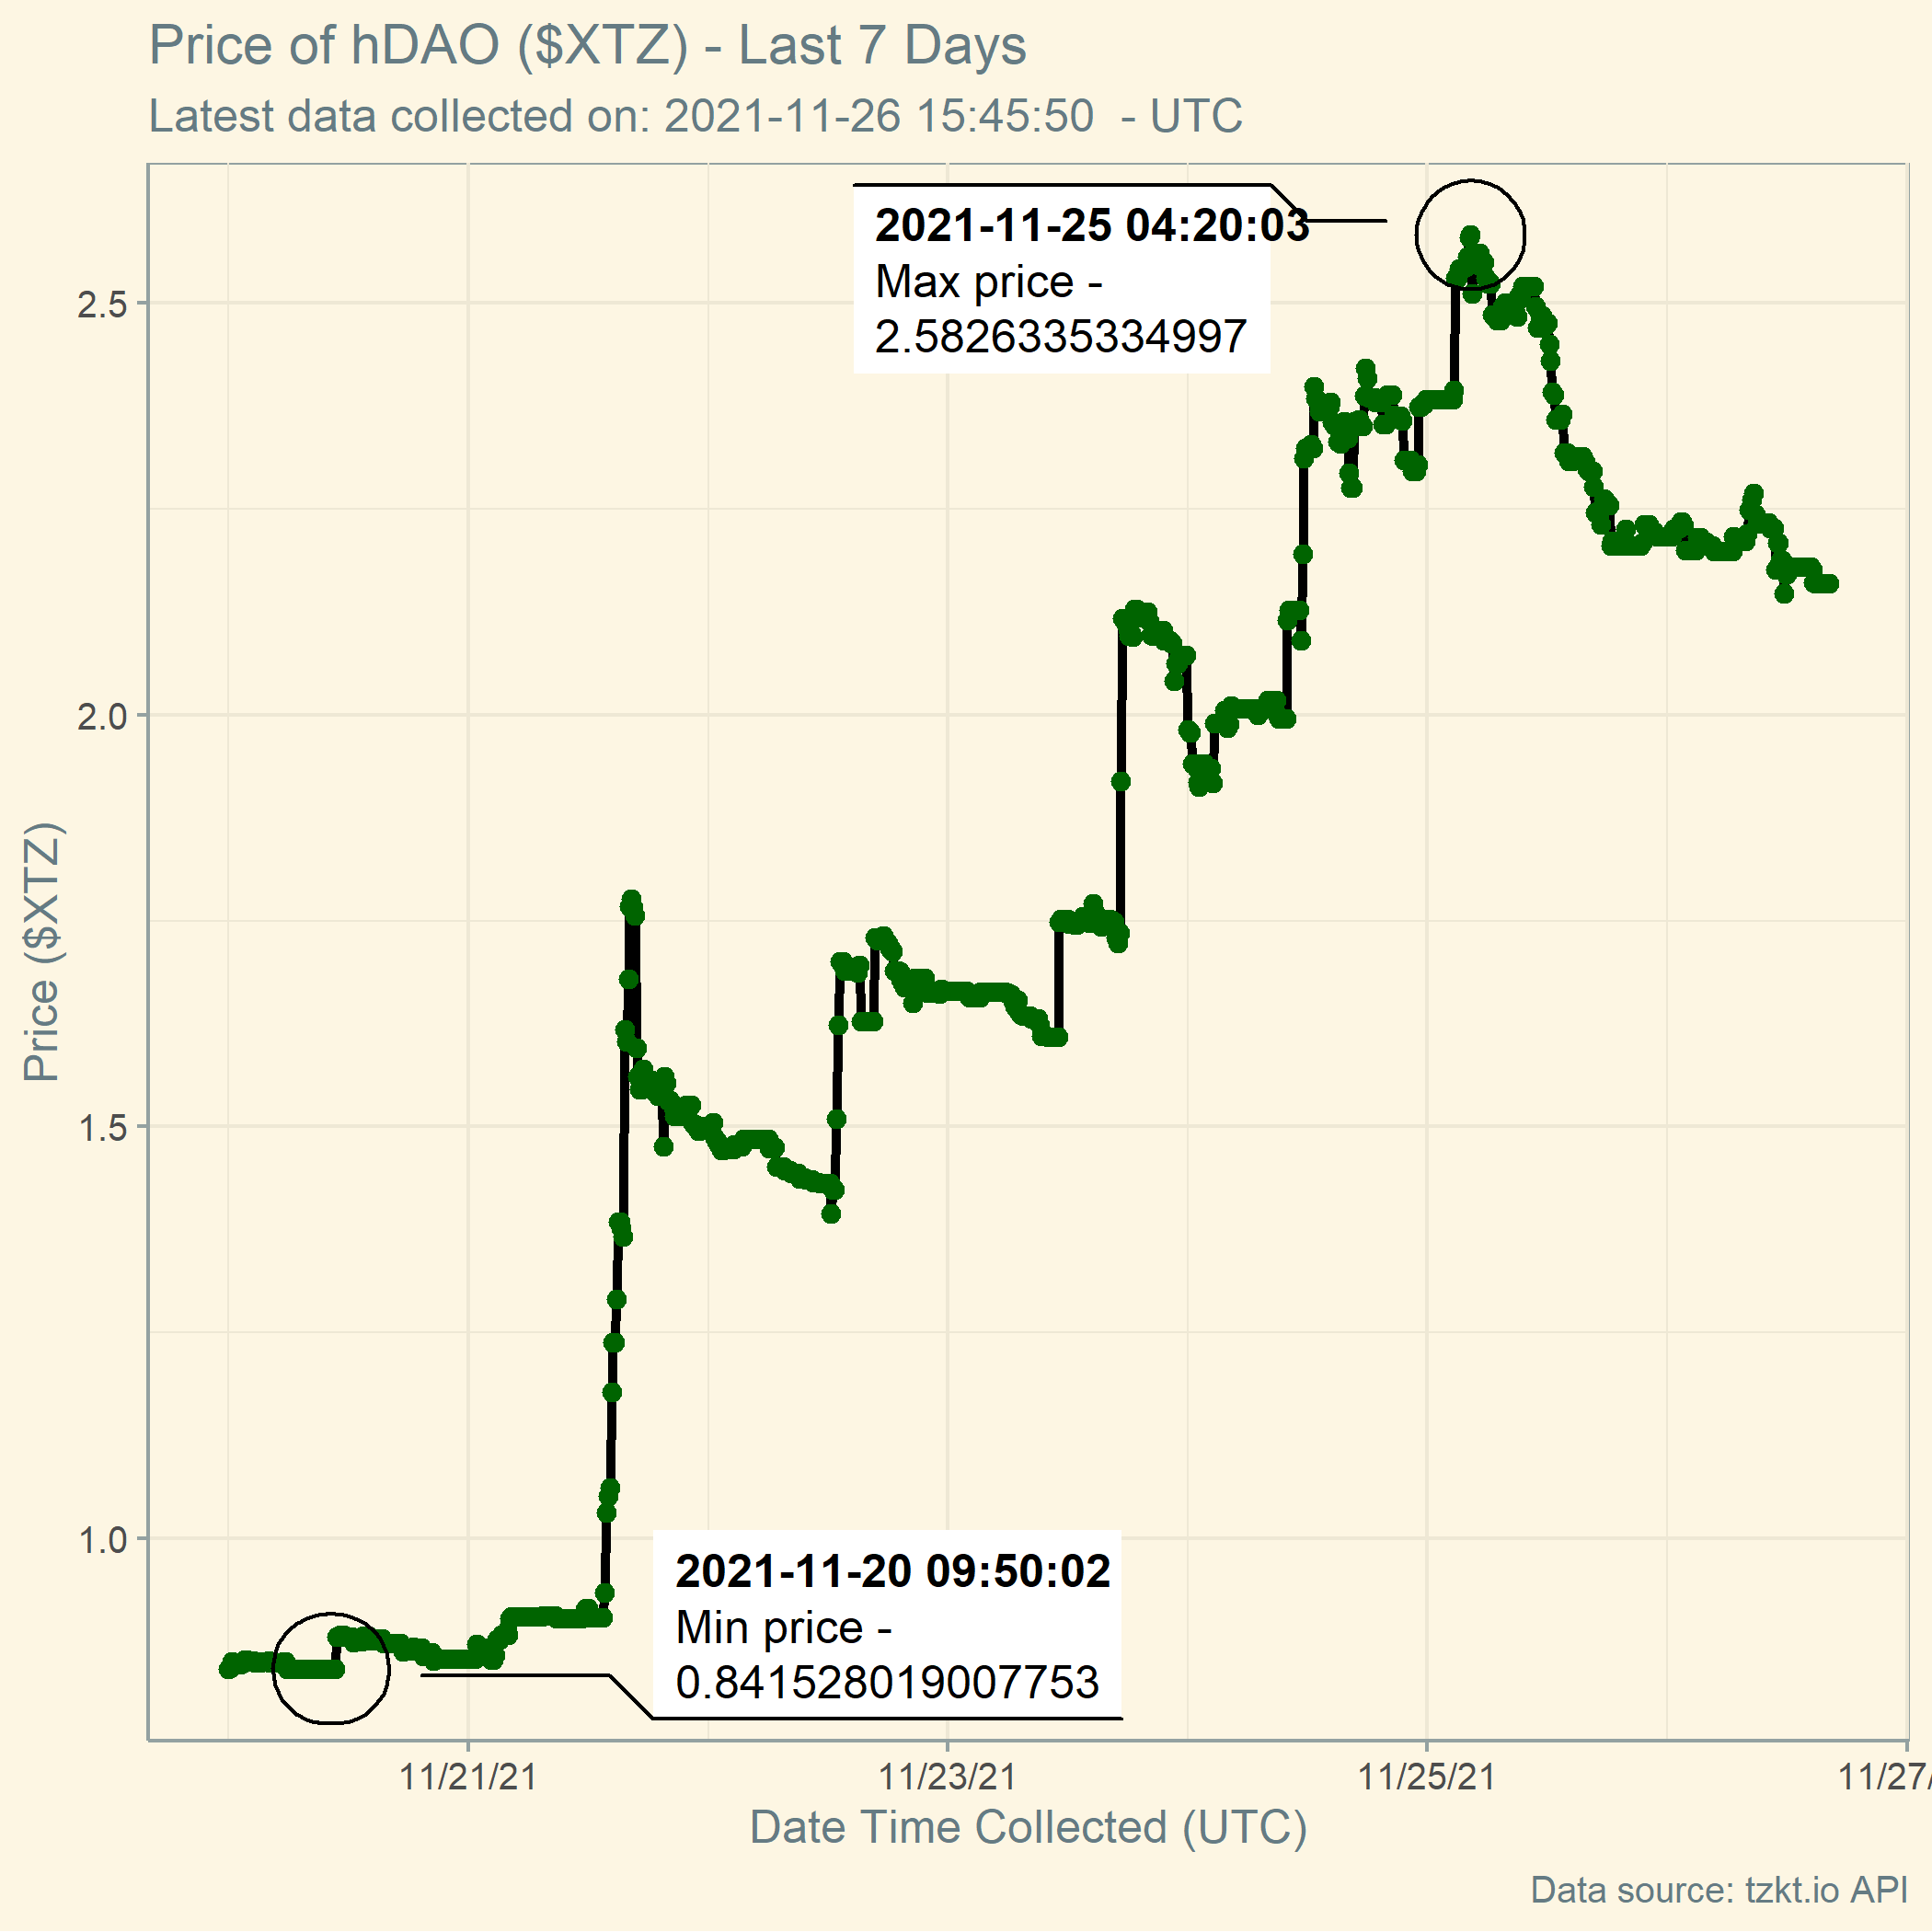 Price of hDAO ($XTZ) - Last 7 Days
Latest data collected on: 2021-11-26 15:45:50  - UTC
2021-11-25 04:20:03
Max price -
2.5826335334997
2.5
2.0
Price ($XTZ)
1.5
1.0
2021-11-20 09:50:02
Min price -
0.841528019007753
11/21/21 11/23/21 11/25/21 11/27/
Date Time Collected (UTC)
Data source: tzkt.io API